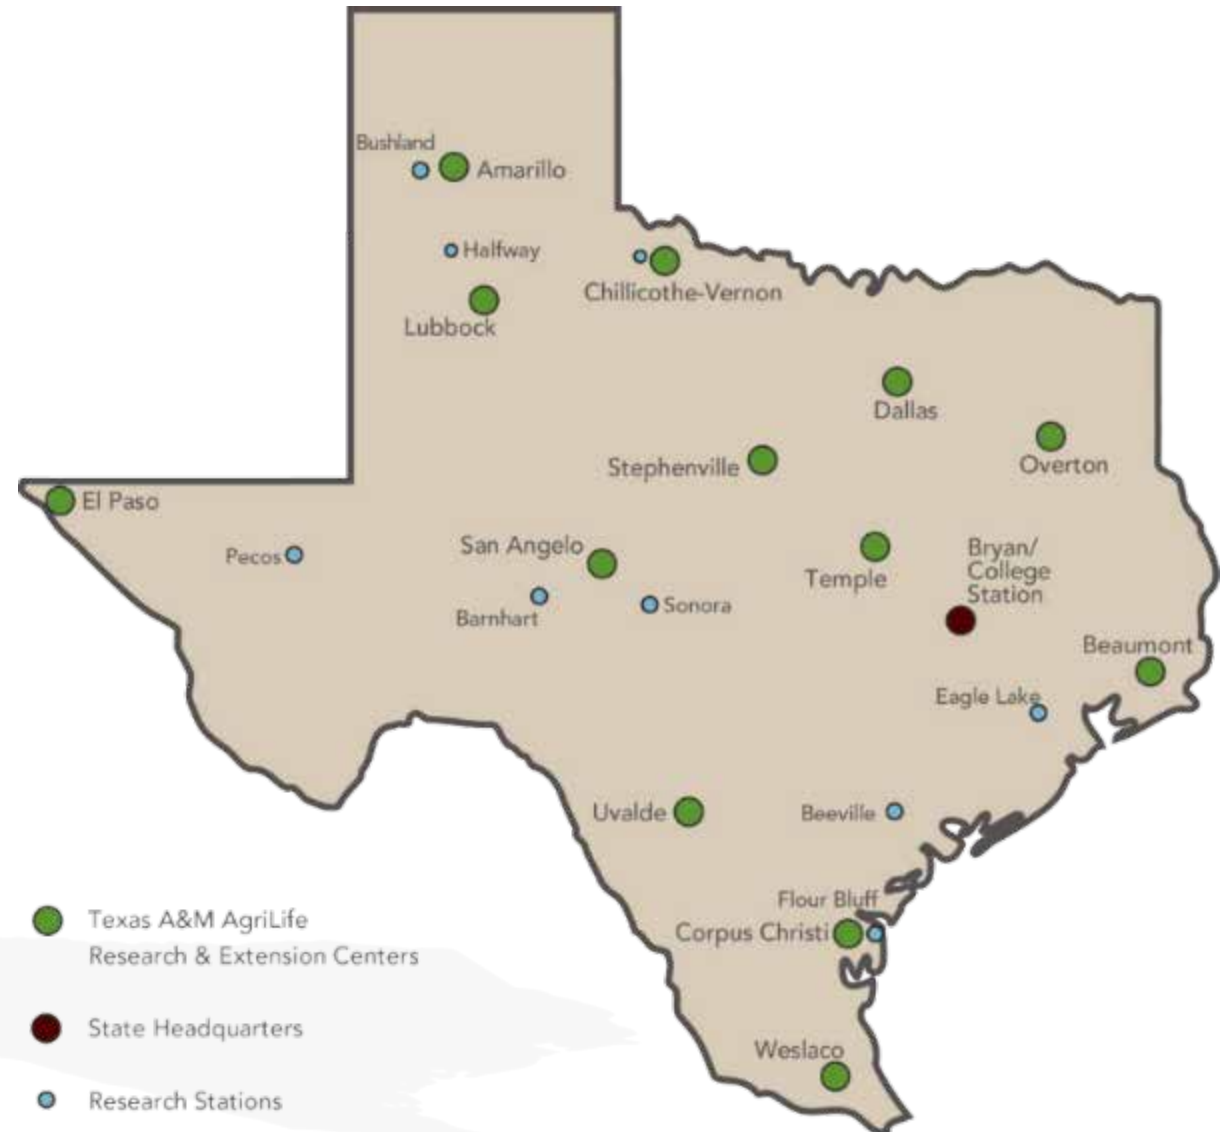 Bushland
Amarillo
Halfway
Chillicothe-Vernon
Lubbock
Dallas
Stephenville
Overton
El Paso
Pecos
San Angelo
Barnhart
Sonora
Temple
Bryan/
College
Station
Beaumont
Eagle Lake
Uvalde
Beeville
Flour Bluff
Corpus Christi
Weslaco
Texas A&M AgriLife
Research & Extension Centers
State Headquarters
Research Stations